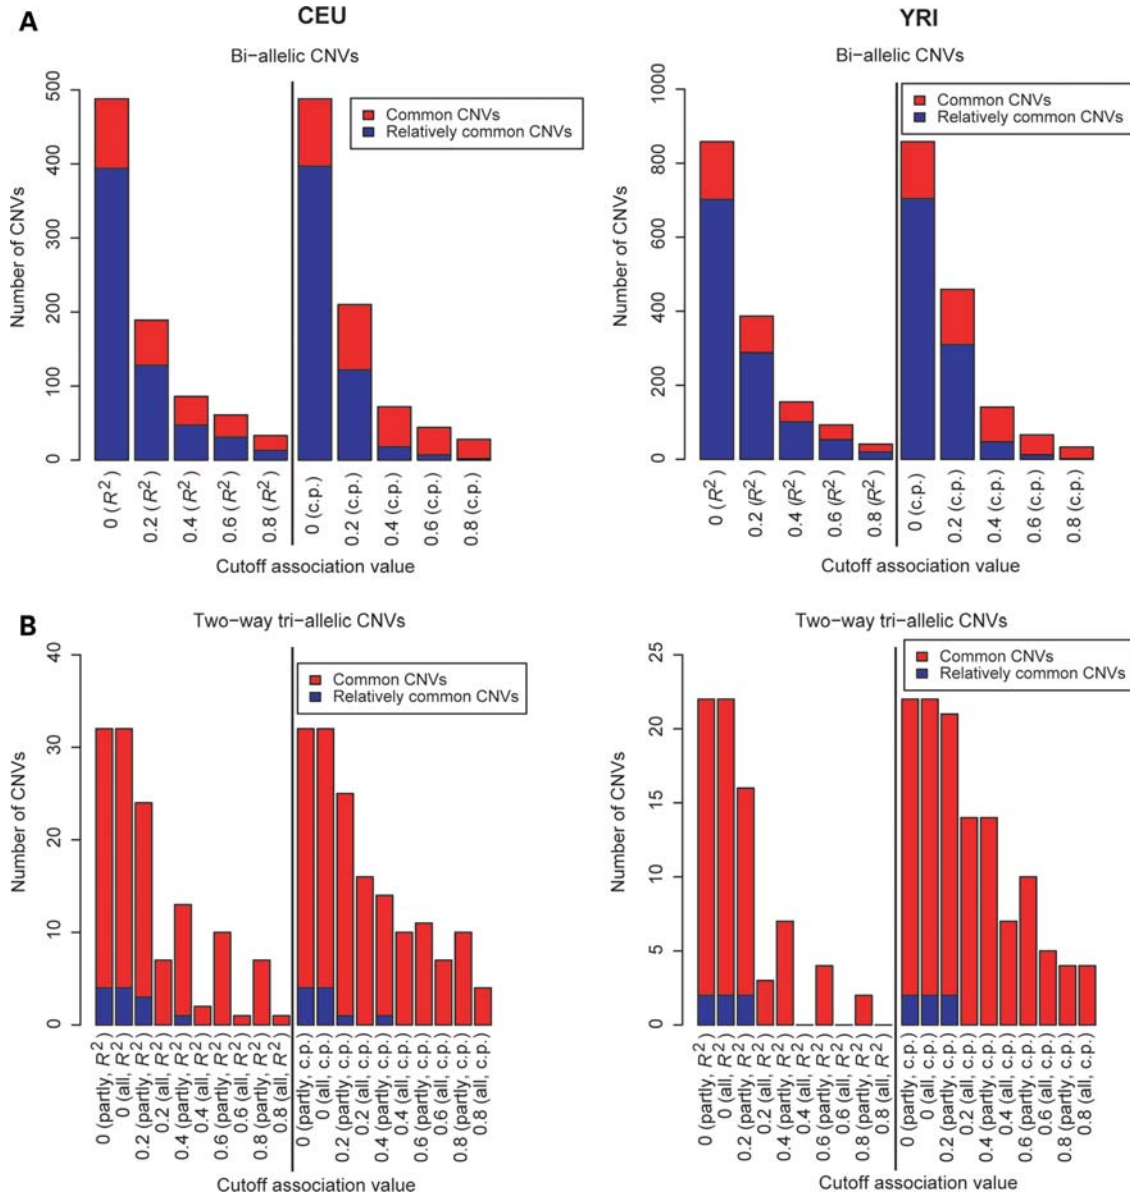 A
CEU
YRI
Bi-allelic CNVs
Number of CNVs
0
100
200
300
400
500
Common CNVs
Relatively common CNVs
0 (R²)
0.2 (R²)
0.4 (R²)
0.6 (R²)
0.8 (R²)
0 (c.p.)
0.2 (c.p.)
0.4 (c.p.)
0.6 (c.p.)
0.8 (c.p.)
Cutoff association value
Bi-allelic CNVs
Number of CNVs
0
200
400
600
800
1000
Common CNVs
Relatively common CNVs
0 (R²)
0.2 (R²)
0.4 (R²)
0.6 (R²)
0.8 (R²)
0 (c.p.)
0.2 (c.p.)
0.4 (c.p.)
0.6 (c.p.)
0.8 (c.p.)
Cutoff association value
B
Two-way tri-allelic CNVs
Number of CNVs
0
10
20
30
40
Common CNVs
Relatively common CNVs
0 (partly, R²)
0 (all, R²)
0.2 (partly, R²)
0.2 (all, R²)
0.4 (partly, R²)
0.4 (all, R²)
0.6 (partly, R²)
0.6 (all, R²)
0.8 (partly, R²)
0.8 (all, R²)
0 (partly, c.p.)
0 (all, c.p.)
0.2 (partly, c.p.)
0.2 (all, c.p.)
0.4 (partly, c.p.)
0.4 (all, c.p.)
0.6 (partly, c.p.)
0.6 (all, c.p.)
0.8 (partly, c.p.)
0.8 (all, c.p.)
Cutoff association value
Two-way tri-allelic CNVs
Number of CNVs
0
5
10
15
20
25
Common CNVs
Relatively common CNVs
0 (partly, R²)
0 (all, R²)
0.2 (partly, R²)
0.2 (all, R²)
0.4 (partly, R²)
0.4 (all, R²)
0.6 (partly, R²)
0.6 (all, R²)
0.8 (partly, R²)
0.8 (all, R²)
0 (partly, c.p.)
0 (all, c.p.)
0.2 (partly, c.p.)
0.2 (all, c.p.)
0.4 (partly, c.p.)
0.4 (all, c.p.)
0.6 (partly, c.p.)
0.6 (all, c.p.)
0.8 (partly, c.p.)
0.8 (all, c.p.)
Cutoff association value